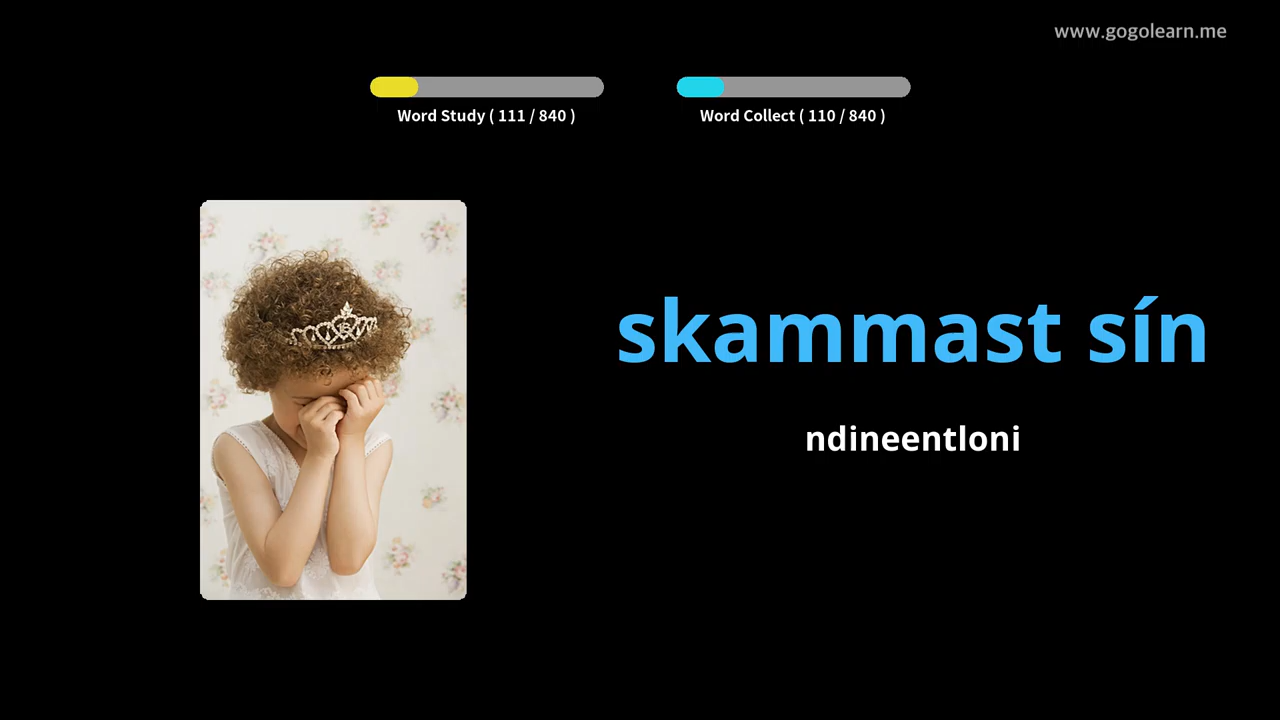 www.gogolearn.me
Word Study ( 111 / 840 )
Word Collect ( 110 / 840 )
skammast sín
ndineentloni